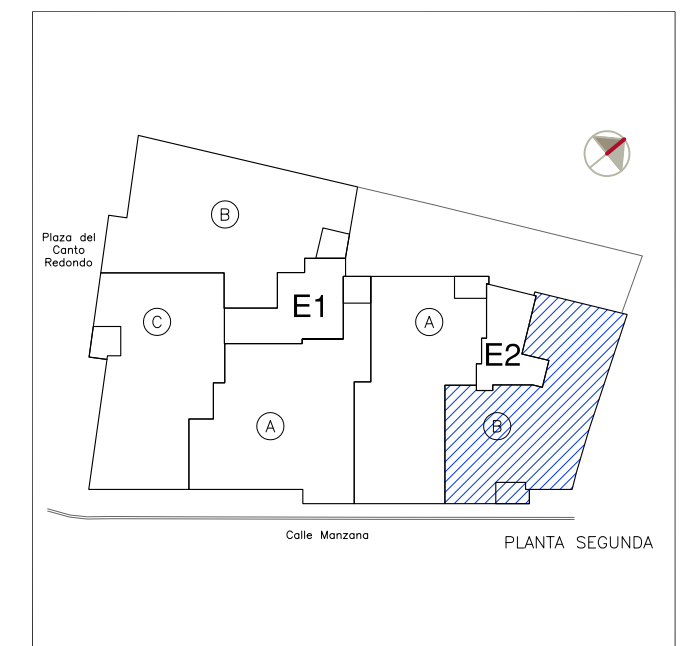 B
Plaza del
Canto
Redondo
E1
C
A
E2
A
B
Calle Manzana
PLANTA SEGUNDA